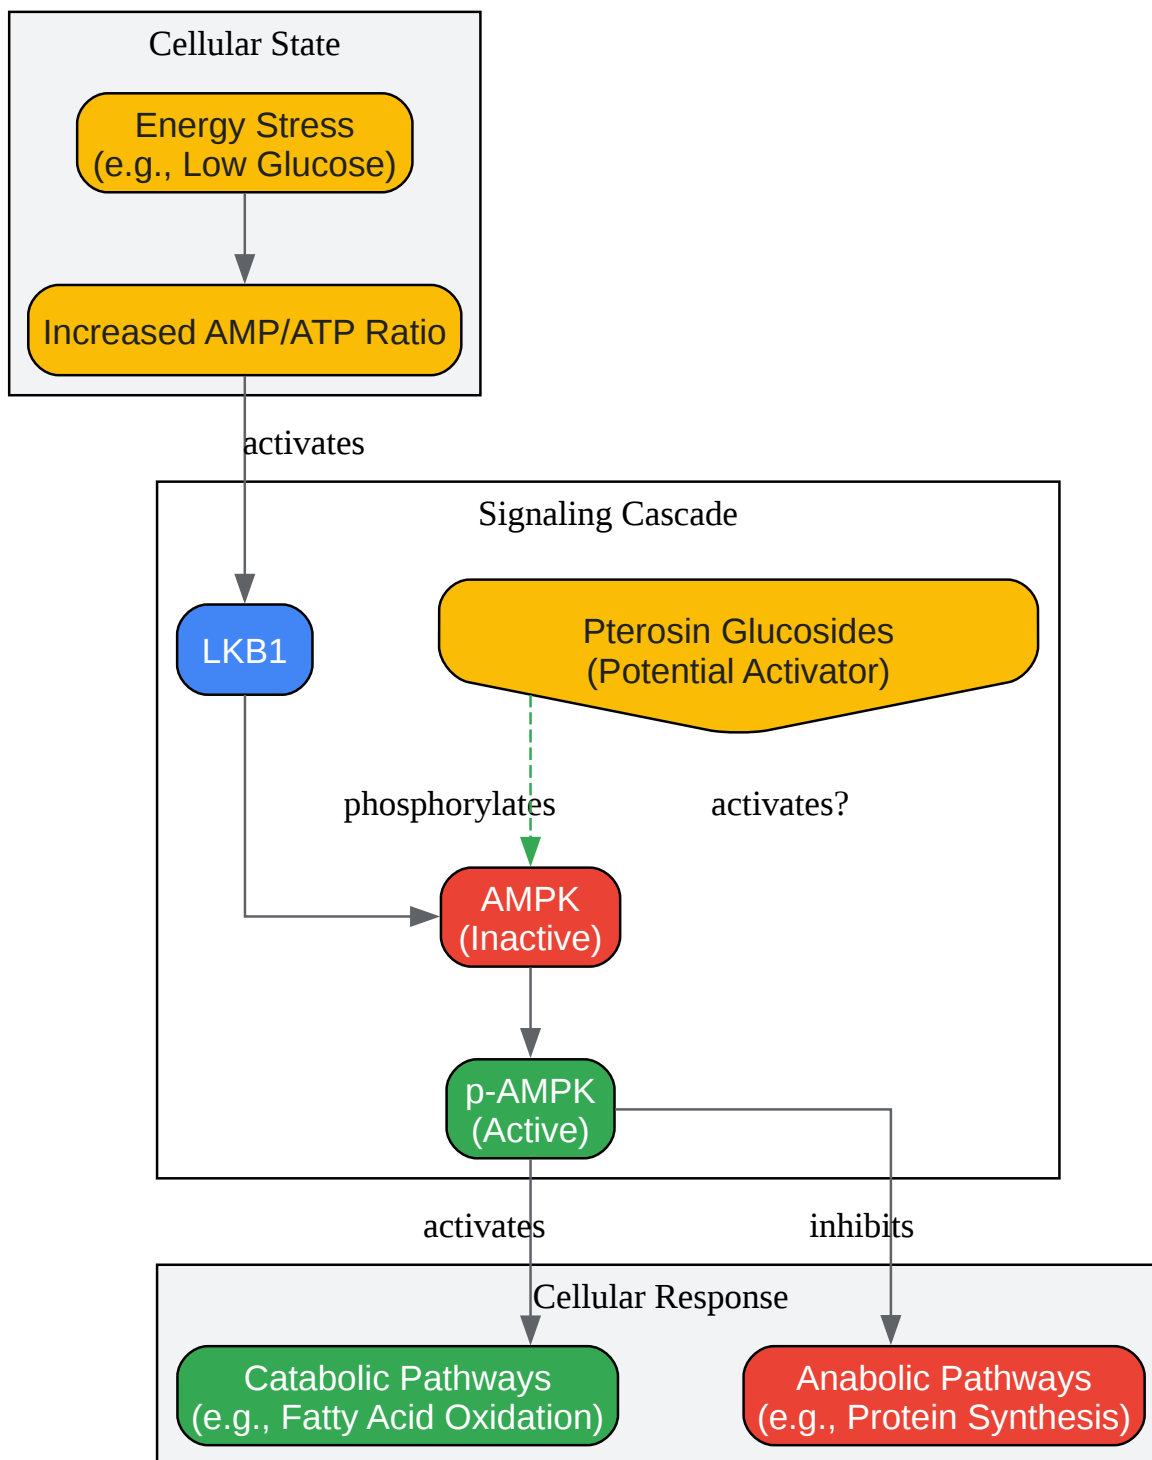 Cellular State
Energy Stress
(e.g., Low Glucose)
Increased AMP/ATP Ratio
activates
Signaling Cascade
LKB1
Pterosin Glucosides
(Potential Activator)
phosphorylates
activates?
AMPK
(Inactive)
p-AMPK
(Active)
activates
inhibits
Cellular Response
Catabolic Pathways
(e.g., Fatty Acid Oxidation)
Anabolic Pathways
(e.g., Protein Synthesis)